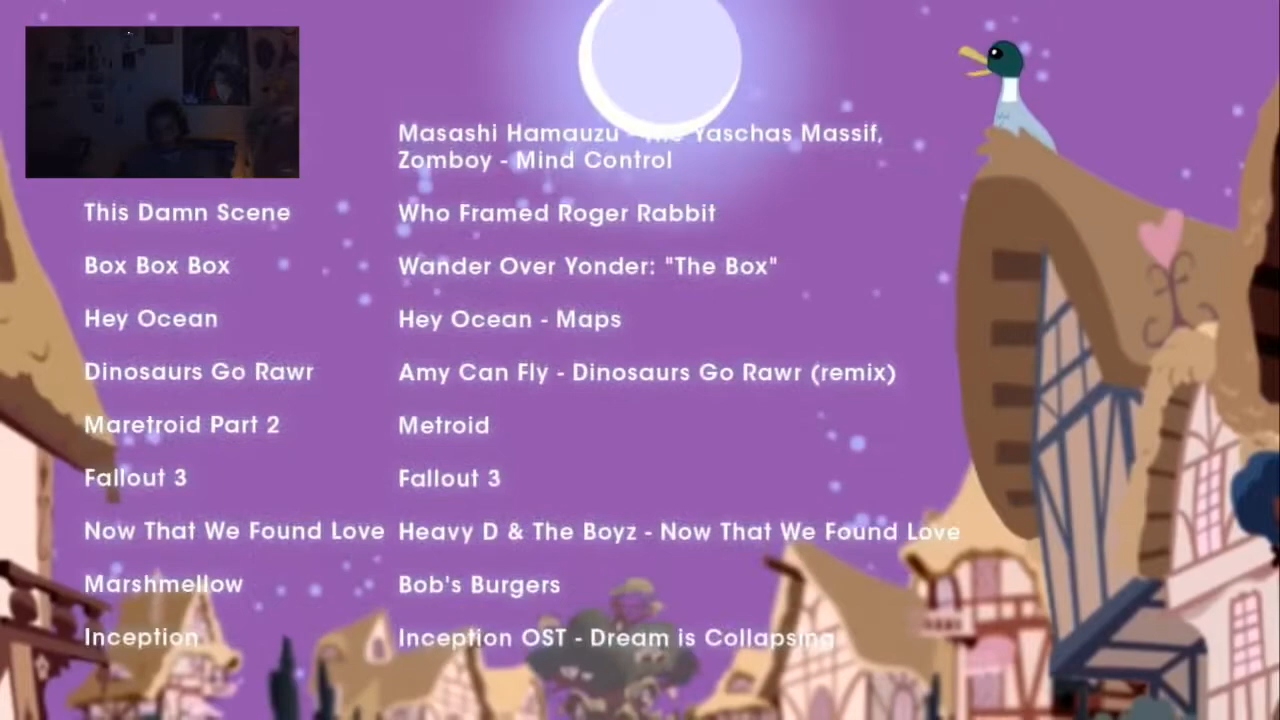 Masashi Hamauzu - The Yaschas Massif,
Zomboy - Mind Control
This Damn Scene Who Framed Roger Rabbit
Box Box Box Wander Over Yonder: "The Box"
Hey Ocean Hey Ocean - Maps
Dinosaurs Go Rawr Amy Can Fly - Dinosaurs Go Rawr (remix)
Maretroid Part 2 Metroid
Fallout 3 Fallout 3
Now That We Found Love Heavy D & The Boyz - Now That We Found Love
Marshmellow Bob's Burgers
Inception Inception OST - Dream is Collapsing